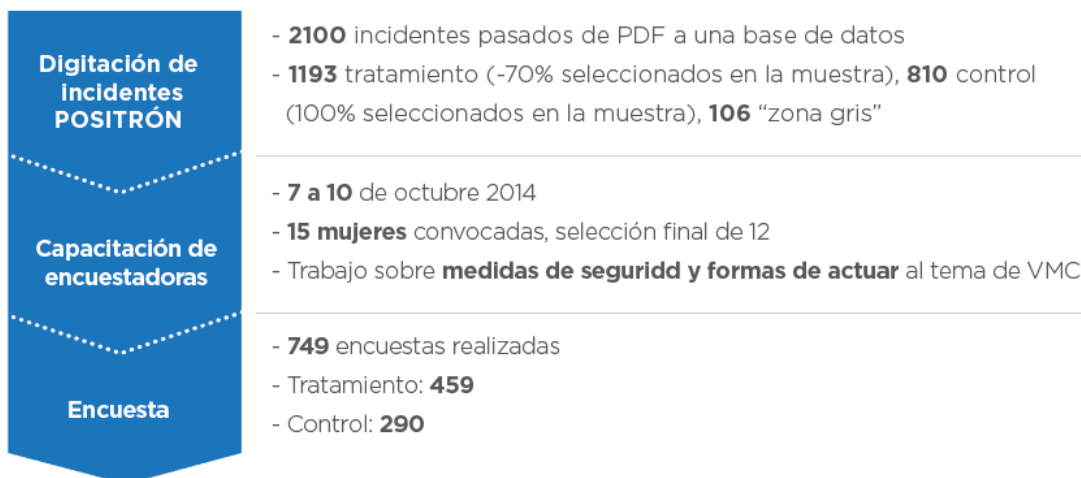 Digitación de
incidentes
POSITRÓN
- 2100 incidentes pasados de PDF a una base de datos
- 1193 tratamiento (-70% seleccionados en la muestra), 810 control
(100% seleccionados en la muestra), 106 “zona gris”
Capacitación de
encuestadoras
- 7 a 10 de octubre 2014
- 15 mujeres convocadas, selección final de 12
- Trabajo sobre medidas de seguridd y formas de actuar al tema de VMC
Encuesta
- 749 encuestas realizadas
- Tratamiento: 459
- Control: 290